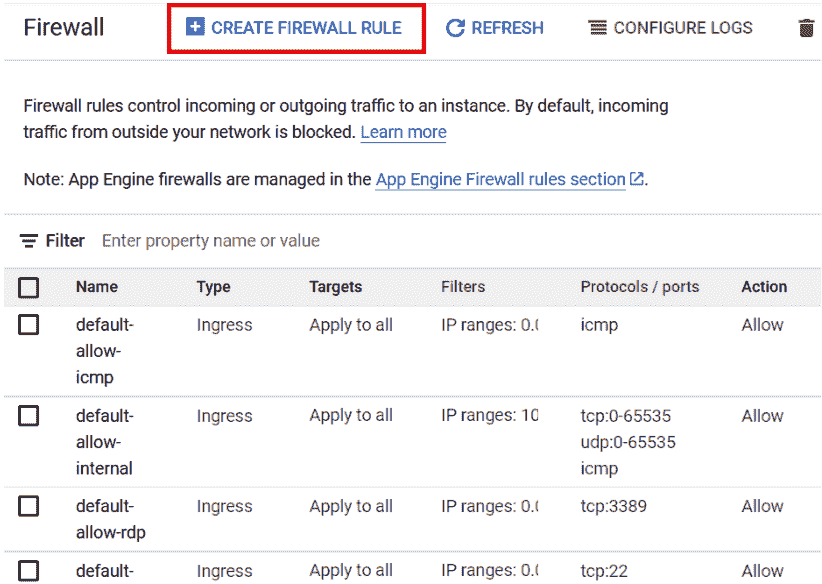 Firewall CREATE FIREWALL RULE REFRESH CONFIGURE LOGS
Firewall rules control incoming or outgoing traffic to an instance. By default, incoming
traffic from outside your network is blocked. Learn more
Note: App Engine firewalls are managed in the App Engine Firewall rules section.
Filter Enter property name or value
Name Type Targets Filters Protocols / ports Action
default- Ingress Apply to all IP ranges: 0.0 icmp Allow
allow-
icmp
default- Ingress Apply to all IP ranges: 10 tcp:0-65535 Allow
allow- udp:0-65535
internal icmp
default- Ingress Apply to all IP ranges: 0.0 tcp:3389 Allow
allow-rdp
default- Ingress Apply to all IP ranges: 0.0 tcp:22 Allow